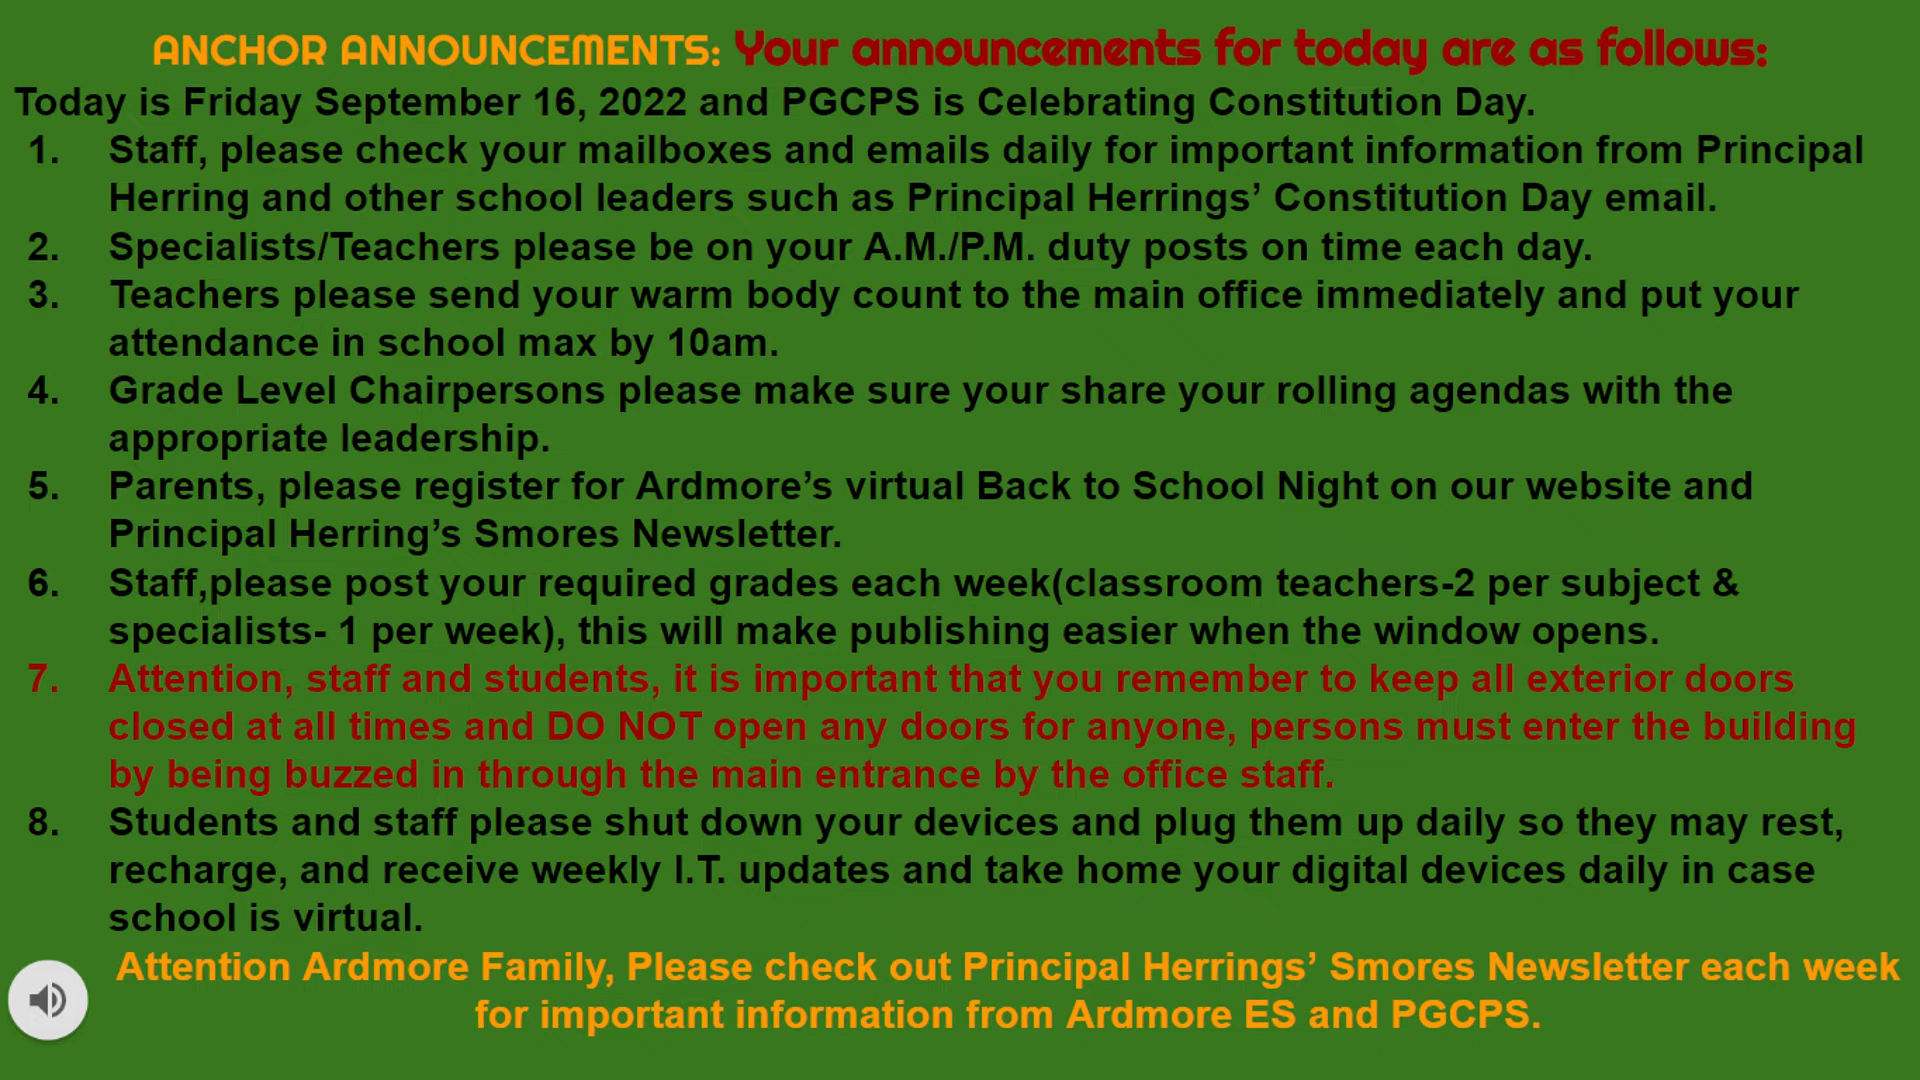 ANCHOR ANNOUNCEMENTS: Your announcements for today are as follows:
Today is Friday September 16, 2022 and PGCPS is Celebrating Constitution Day.
1. Staff, please check your mailboxes and emails daily for important information from Principal
Herring and other school leaders such as Principal Herrings’ Constitution Day email.
2. Specialists/Teachers please be on your A.M./P.M. duty posts on time each day.
3. Teachers please send your warm body count to the main office immediately and put your
attendance in school max by 10am.
4. Grade Level Chairpersons please make sure your share your rolling agendas with the
appropriate leadership.
5. Parents, please register for Ardmore’s virtual Back to School Night on our website and
Principal Herring’s Smores Newsletter.
6. Staff,please post your required grades each week(classroom teachers-2 per subject &
specialists- 1 per week), this will make publishing easier when the window opens.
7. Attention, staff and students, it is important that you remember to keep all exterior doors
closed at all times and DO NOT open any doors for anyone, persons must enter the building
by being buzzed in through the main entrance by the office staff.
8. Students and staff please shut down your devices and plug them up daily so they may rest,
recharge, and receive weekly I.T. updates and take home your digital devices daily in case
school is virtual.
Attention Ardmore Family, Please check out Principal Herrings’ Smores Newsletter each week
for important information from Ardmore ES and PGCPS.